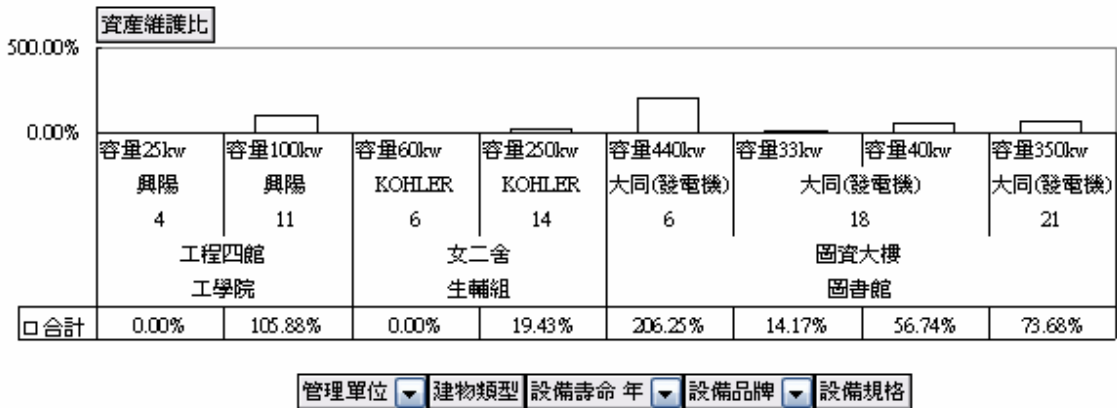 資產維護比
500.00%
0.00%
容量25kw 容量100kw 容量60kw 容量250kw 容量440kw 容量33kw 容量40kw 容量350kw
興陽 興陽 KOHLER KOHLER 大同(發電機) 大同(發電機) 大同(發電機)
4 11 6 14 6 18 21
工程四館 女二舍 圖資大樓
工學院 生輔組 圖書館
合計 0.00% 105.88% 0.00% 19.43% 206.25% 14.17% 56.74% 73.68%
管理單位 建物類型 設備壽命 年 設備品牌 設備規格